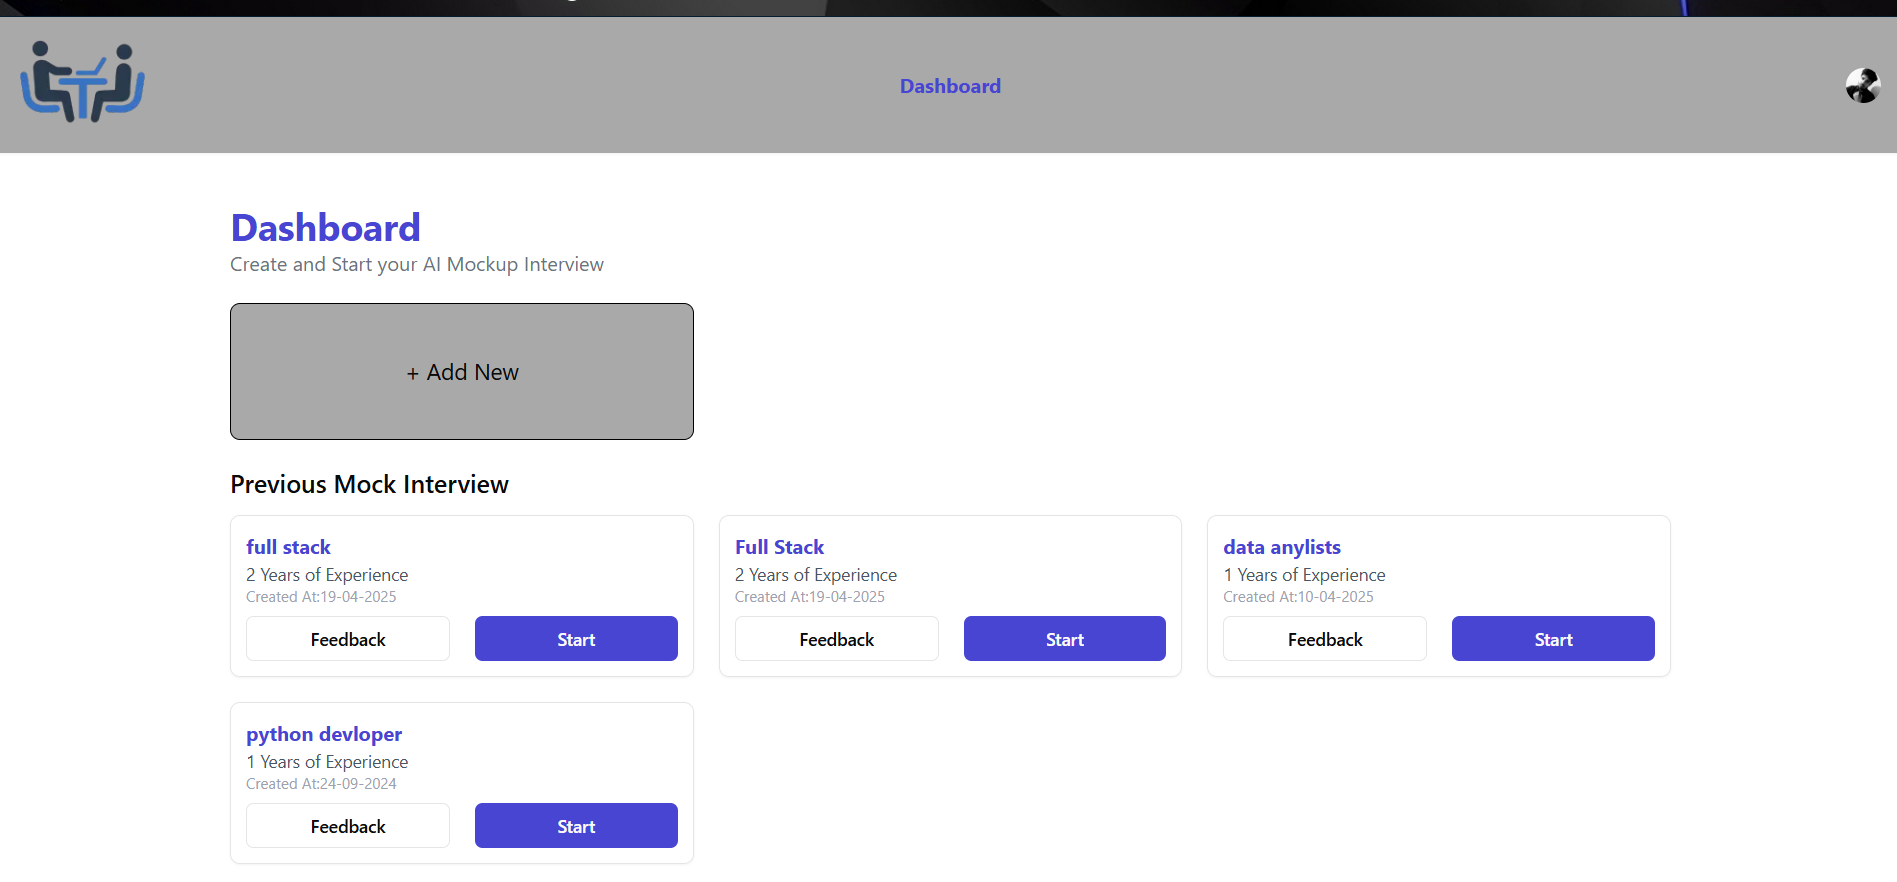 Dashboard
Dashboard
Create and Start your AI Mockup Interview
+ Add New
Previous Mock Interview
full stack
2 Years of Experience
Created At:19-04-2025
Feedback
Start
Full Stack
2 Years of Experience
Created At:19-04-2025
Feedback
Start
data anylists
1 Years of Experience
Created At:10-04-2025
Feedback
Start
python devloper
1 Years of Experience
Created At:24-09-2024
Feedback
Start